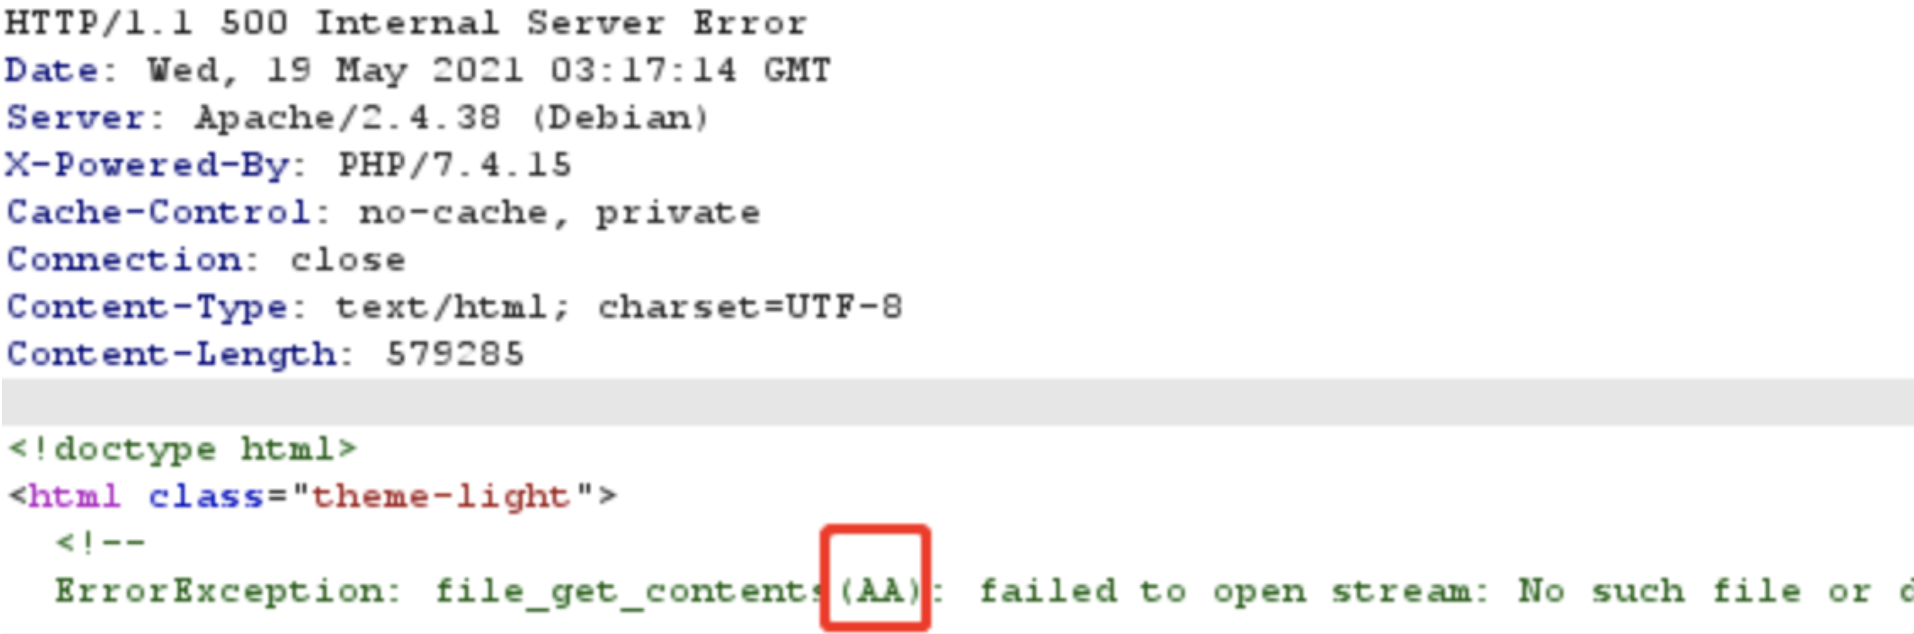 HTTP/1.1 500 Internal Server Error
Date: Wed, 19 May 2021 03:17:14 GMT
Server: Apache/2.4.38 (Debian)
X-Powered-By: PHP/7.4.15
Cache-Control: no-cache, private
Connection: close
Content-Type: text/html; charset=UTF-8
Content-Length: 579285
<!doctype html>
<html class="theme-light">
<!--
ErrorException: file_get_contents(AA): failed to open stream: No such file or